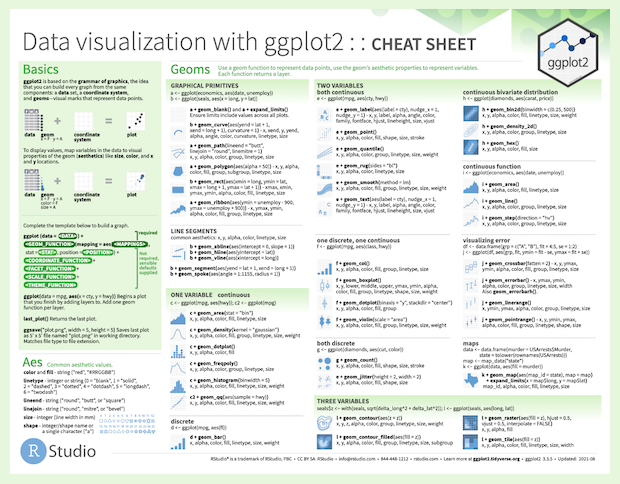 Data visualization with ggplot2 : : CHEAT SHEET
ggplot2
Basics
ggplot2 is based on the grammar of graphics, the idea
that you can build every graph from the same
components: a data set, a coordinate system,
and geoms—visual marks that represent data points.
data geom coordinate system plot
To display values, map variables in the data to visual
properties of the geom (aesthetics) like size, color, and x
and y locations.
data geom coordinate system plot
Complete the template below to build a graph.
required
ggplot (data = <DATA>) +
<GEOM_FUNCTION>(mapping = aes(<MAPPINGS>),
stat = <STAT>, position = <POSITION>) +
<COORDINATE_FUNCTION> +
<FACET_FUNCTION> +
<SCALE_FUNCTION> +
<THEME_FUNCTION>
Not required, sensible defaults supplied
ggplot(data = mpg, aes(x = cty, y = hwy)) Begins a plot
that you finish by adding layers to. Add one geom
function per layer.
last_plot() Returns the last plot.
ggsave("plot.png", width = 5, height = 5) Saves last plot
as 5' x 5' file named "plot.png" in working directory.
Matches file type to file extension.
Aes Common aesthetic values.
color and fill - string ("red", "#RRGGBB")
linetype - integer or string (0 = "blank", 1 = "solid",
2 = "dashed", 3 = "dotted", 4 = "dotdash", 5 = "longdash",
6 = "twodash")
lineend - string ("round", "butt", or "square")
linejoin - string ("round", "mitre", or "bevel")
size - integer (line width in mm)
shape - integer/shape name or
a single character ("a")
R Studio
Geoms
Use a geom function to represent data points, use the geom's aesthetic properties to represent variables.
Each function returns a layer.
GRAPHICAL PRIMITIVES
a <- ggplot(economics, aes(date, unemploy))
b <- ggplot(seals, aes(x = long, y = lat))
a + geom_blank() and a + expand_limits()
Ensure limits include values across all plots.
b + geom_curve(aes(yend = lat + 1,
xend = long + 1), curvature = 1) - x, xend, y, yend,
alpha, angle, color, curvature, linetype, size
a + geom_path(lineend = "butt",
linejoin = "round", linemitre = 1)
x, y, alpha, color, group, linetype, size
a + geom_polygon(aes(alpha = 50)) - x, y, alpha,
color, fill, group, subgroup, linetype, size
b + geom_rect(aes(xmin = long, ymin = lat,
xmax = long + 1, ymax = lat + 1)) - xmax, xmin,
ymax, ymin, alpha, color, fill, linetype, size
a + geom_ribbon(aes(ymin = unemploy - 900,
ymax = unemploy + 900)) - x, ymax, ymin,
alpha, color, fill, group, linetype, size
LINE SEGMENTS
common aesthetics: x, y, alpha, color, linetype, size
b + geom_abline(aes(intercept = 0, slope = 1))
b + geom_hline(aes(yintercept = lat))
b + geom_vline(aes(xintercept = long))
b + geom_segment(aes(yend = lat + 1, xend = long + 1))
b + geom_spoke(aes(angle = 1:1155, radius = 1))
ONE VARIABLE continuous
c <- ggplot(mpg, aes(hwy)); c2 <- ggplot(mpg)
c + geom_area(stat = "bin")
x, y, alpha, color, fill, linetype, size
c + geom_density(kernel = "gaussian")
x, y, alpha, color, fill, group, linetype, size, weight
c + geom_dotplot()
x, y, alpha, color, fill
c + geom_freqpoly()
x, y, alpha, color, group, linetype, size
c + geom_histogram(binwidth = 5)
x, y, alpha, color, fill, linetype, size, weight
c2 + geom_qq(aes(sample = hwy))
x, y, alpha, color, fill, linetype, size, weight
discrete
d <- ggplot(mpg, aes(fl))
d + geom_bar()
x, alpha, color, fill, linetype, size, weight
TWO VARIABLES
both continuous
e <- ggplot(mpg, aes(cty, hwy))
e + geom_label(aes(label = cty), nudge_x = 1,
nudge_y = 1) - x, y, label, alpha, angle, color,
family, fontface, hjust, lineheight, size, vjust
e + geom_point()
x, y, alpha, color, fill, shape, size, stroke
e + geom_quantile()
x, y, alpha, color, group, linetype, size, weight
e + geom_rug(sides = "bl")
x, y, alpha, color, linetype, size
e + geom_smooth(method = lm)
x, y, alpha, color, fill, group, linetype, size, weight
e + geom_text(aes(label = cty), nudge_x = 1,
nudge_y = 1) - x, y, label, alpha, angle, color,
family, fontface, hjust, lineheight, size, vjust
one discrete, one continuous
f <- ggplot(mpg, aes(class, hwy))
f + geom_col()
x, y, alpha, color, fill, group, linetype, size
f + geom_boxplot()
x, y, lower, middle, upper, ymax, ymin, alpha,
color, fill, group, linetype, shape, size, weight
f + geom_dotplot(binaxis = "y", stackdir = "center")
x, y, alpha, color, fill, group
f + geom_violin(scale = "area")
x, y, alpha, color, fill, group, linetype, size, weight
both discrete
g <- ggplot(diamonds, aes(cut, color))
g + geom_count()
x, y, alpha, color, fill, shape, size, stroke
e + geom_jitter(height = 2, width = 2)
x, y, alpha, color, fill, shape, size
continuous bivariate distribution
h <- ggplot(diamonds, aes(carat, price))
h + geom_bin2d(binwidth = c(0.25, 500))
x, y, alpha, color, fill, linetype, size, weight
h + geom_density_2d()
x, y, alpha, color, group, linetype, size
h + geom_hex()
x, y, alpha, color, fill, size
continuous function
i <- ggplot(economics, aes(date, unemploy))
i + geom_area()
x, y, alpha, color, fill, linetype, size
i + geom_line()
x, y, alpha, color, group, linetype, size
i + geom_step(direction = "hv")
x, y, alpha, color, group, linetype, size
visualizing error
df <- data.frame(grp = c("A", "B"), fit = 4:5, se = 1:2)
j <- ggplot(df, aes(grp, fit, ymin = fit - se, ymax = fit + se))
j + geom_crossbar(fatten = 2) - x, y, ymax,
ymin, alpha, color, fill, group, linetype, size
j + geom_errorbar() - x, ymax, ymin,
alpha, color, group, linetype, size, width
Also geom_errorbarh().
j + geom_linerange()
x, ymin, ymax, alpha, color, group, linetype, size
j + geom_pointrange() - x, y, ymin, ymax,
alpha, color, fill, group, linetype, shape, size
maps
data <- data.frame(murder = USArrests$Murder,
state = tolower(rownames(USArrests)))
map <- map_data("state")
k <- ggplot(data, aes(fill = murder))
k + geom_map(aes(map_id = state), map = map)
+ expand_limits(x = map$long, y = map$lat)
map_id, alpha, color, fill, linetype, size
THREE VARIABLES
seals$z <- with(seals, sqrt(delta_long^2 + delta_lat^2)); l <- ggplot(seals, aes(long, lat))
l + geom_contour(aes(z = z))
x, y, z, alpha, color, group, linetype, size, weight
l + geom_contour_filled(aes(fill = z))
x, y, alpha, color, fill, group, linetype, size, subgroup
l + geom_raster(aes(fill = z), hjust = 0.5,
vjust = 0.5, interpolate = FALSE)
x, y, alpha, fill
l + geom_tile(aes(fill = z))
x, y, alpha, color, fill, linetype, size, width
RStudio® is a trademark of RStudio, PBC • CC BY SA RStudio • info@rstudio.com • 844-448-1212 • rstudio.com • Learn more at ggplot2.tidyverse.org • ggplot2 3.3.5 • Updated: 2021-08